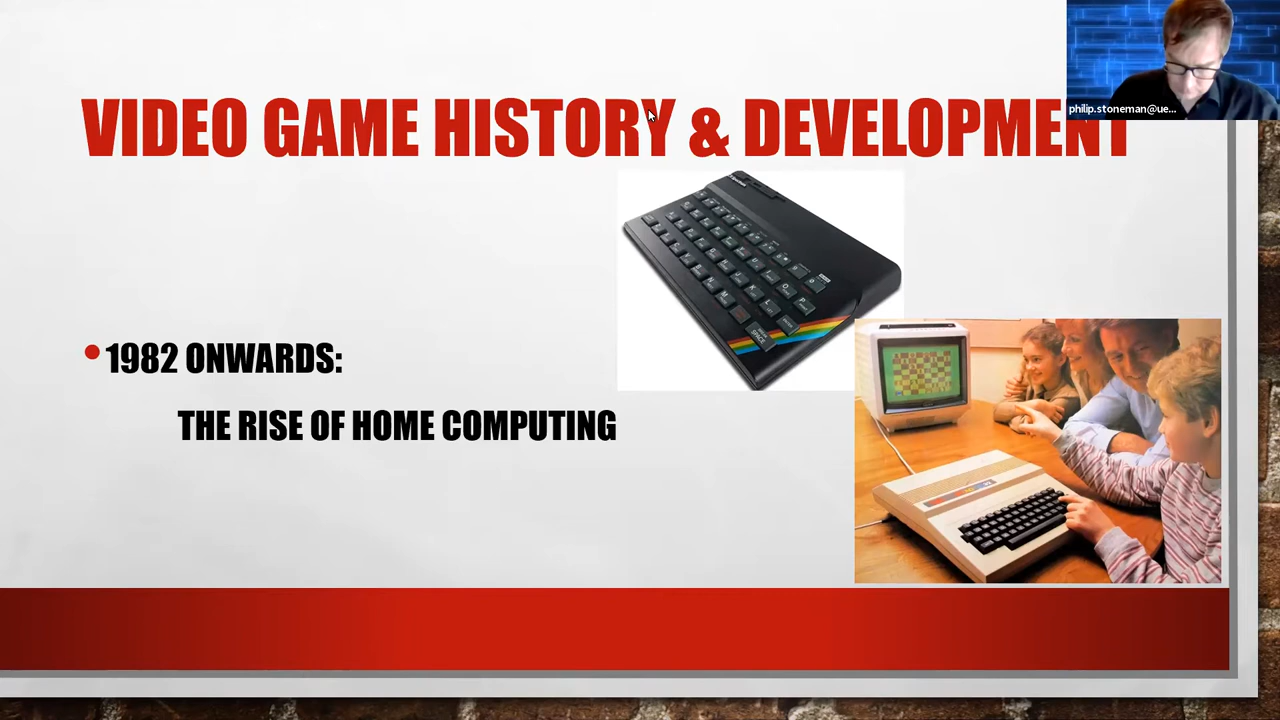 philip.stoneman@ue...
VIDEO GAME HISTORY & DEVELOPMENT
• 1982 ONWARDS:
THE RISE OF HOME COMPUTING